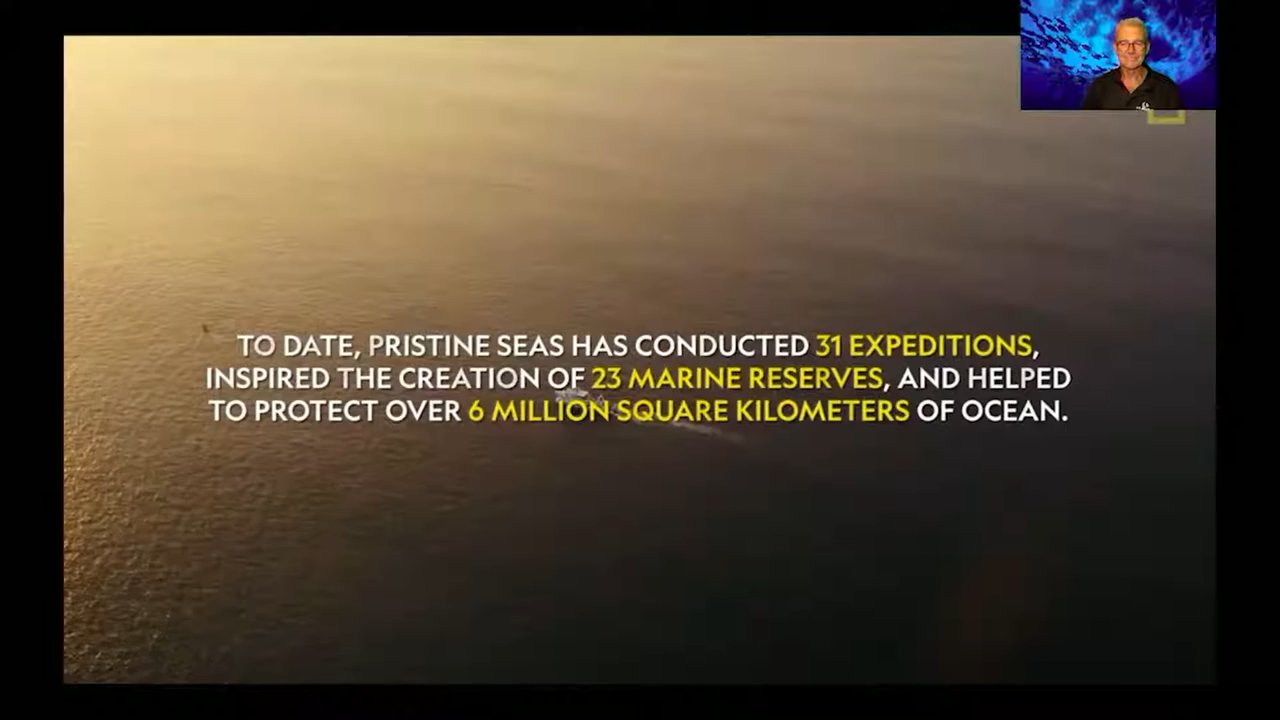 TO DATE, PRISTINE SEAS HAS CONDUCTED 31 EXPEDITIONS,
INSPIRED THE CREATION OF 23 MARINE RESERVES, AND HELPED
TO PROTECT OVER 6 MILLION SQUARE KILOMETERS OF OCEAN.